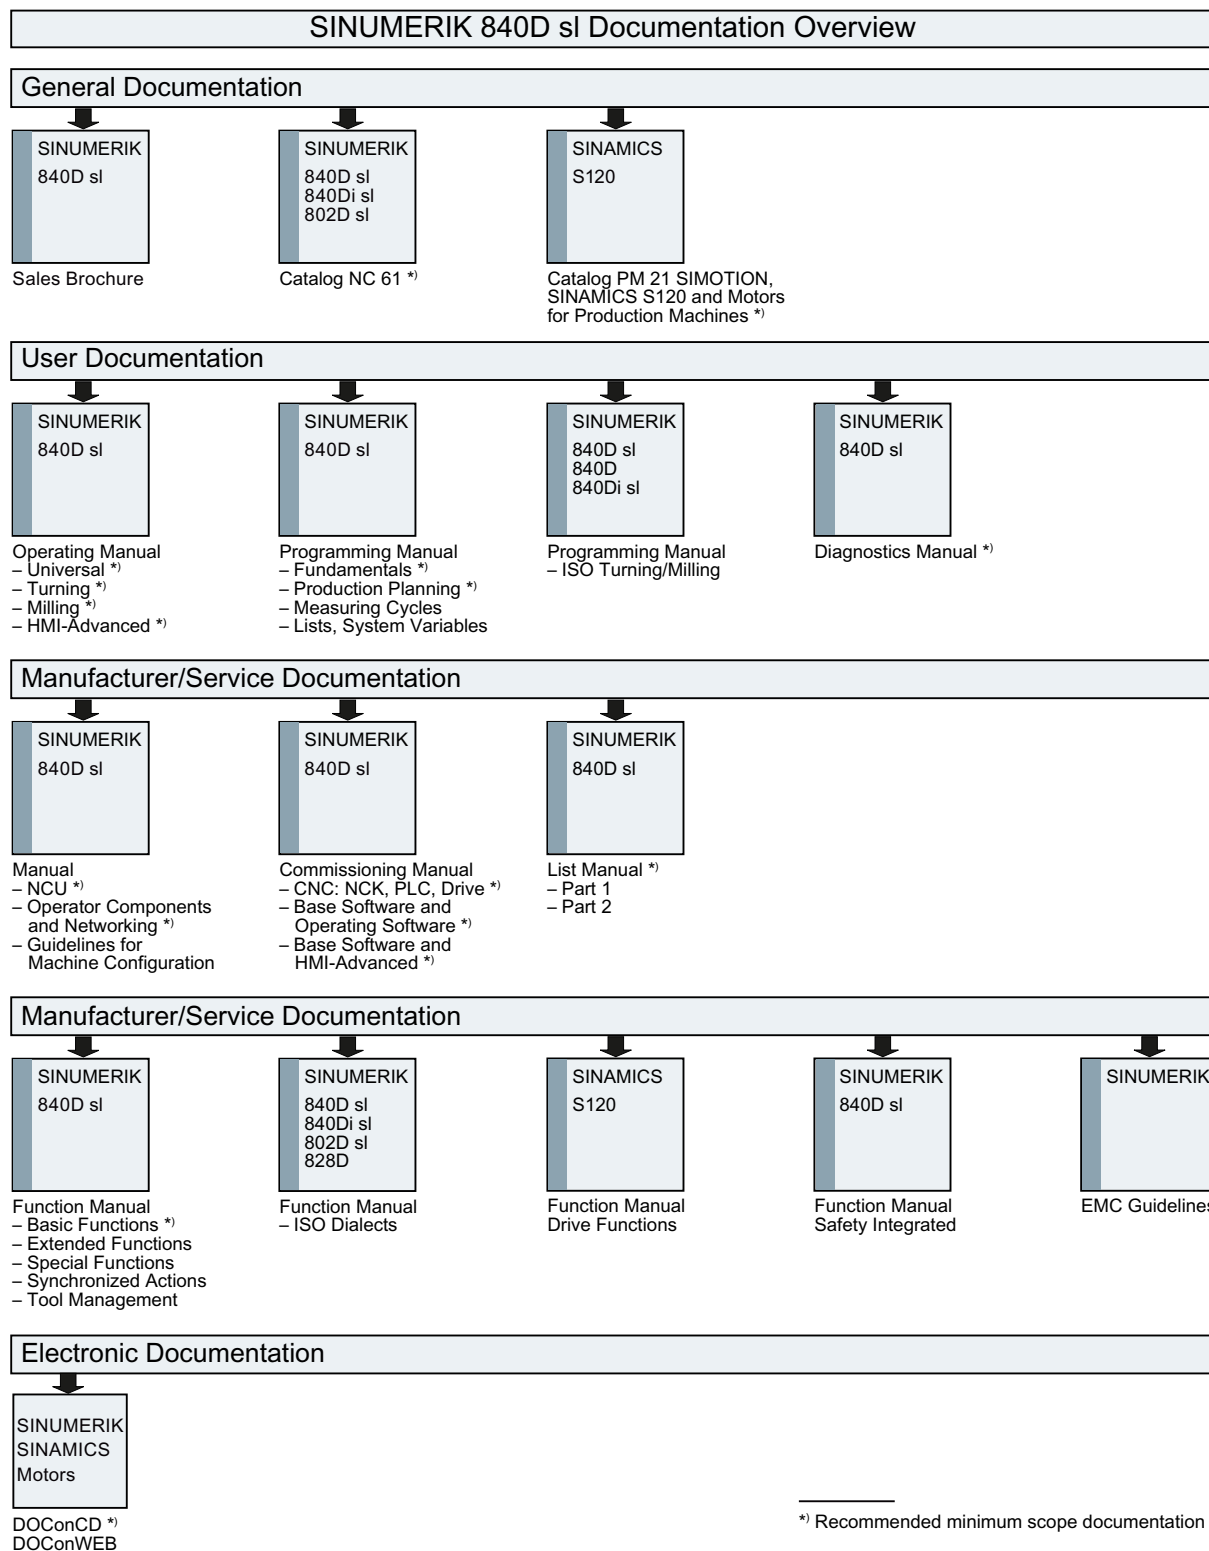 SINUMERIK 840D sl Documentation Overview
General Documentation
SINUMERIK
840D sl
Sales Brochure
SINUMERIK
840D sl
840Di sl
802D sl
Catalog NC 61 *)
SINAMICS
S120
Catalog PM 21 SIMOTION,
SINAMICS S120 and Motors
for Production Machines *)
User Documentation
SINUMERIK
840D sl
Operating Manual
– Universal *)
– Turning *)
– Milling *)
– HMI-Advanced *)
SINUMERIK
840D sl
Programming Manual
– Fundamentals *)
– Production Planning *)
– Measuring Cycles
– Lists, System Variables
SINUMERIK
840D sl
840D
840Di sl
Programming Manual
– ISO Turning/Milling
SINUMERIK
840D sl
Diagnostics Manual *)
Manufacturer/Service Documentation
SINUMERIK
840D sl
Manual
– NCU *)
– Operator Components
and Networking *)
– Guidelines for
Machine Configuration
SINUMERIK
840D sl
Commissioning Manual
– CNC: NCK, PLC, Drive *)
– Base Software and
Operating Software *)
– Base Software and
HMI-Advanced *)
SINUMERIK
840D sl
List Manual *)
– Part 1
– Part 2
Manufacturer/Service Documentation
SINUMERIK
840D sl
Function Manual
– Basic Functions *)
– Extended Functions
– Special Functions
– Synchronized Actions
– Tool Management
SINUMERIK
840D sl
840Di sl
802D sl
828D
Function Manual
– ISO Dialects
SINAMICS
S120
Function Manual
Drive Functions
SINUMERIK
840D sl
Function Manual
Safety Integrated
SINUMERIK
EMC Guidelines
Electronic Documentation
SINUMERIK
SINAMICS
Motors
DOConCD *)
DOConWEB
*) Recommended minimum scope documentation